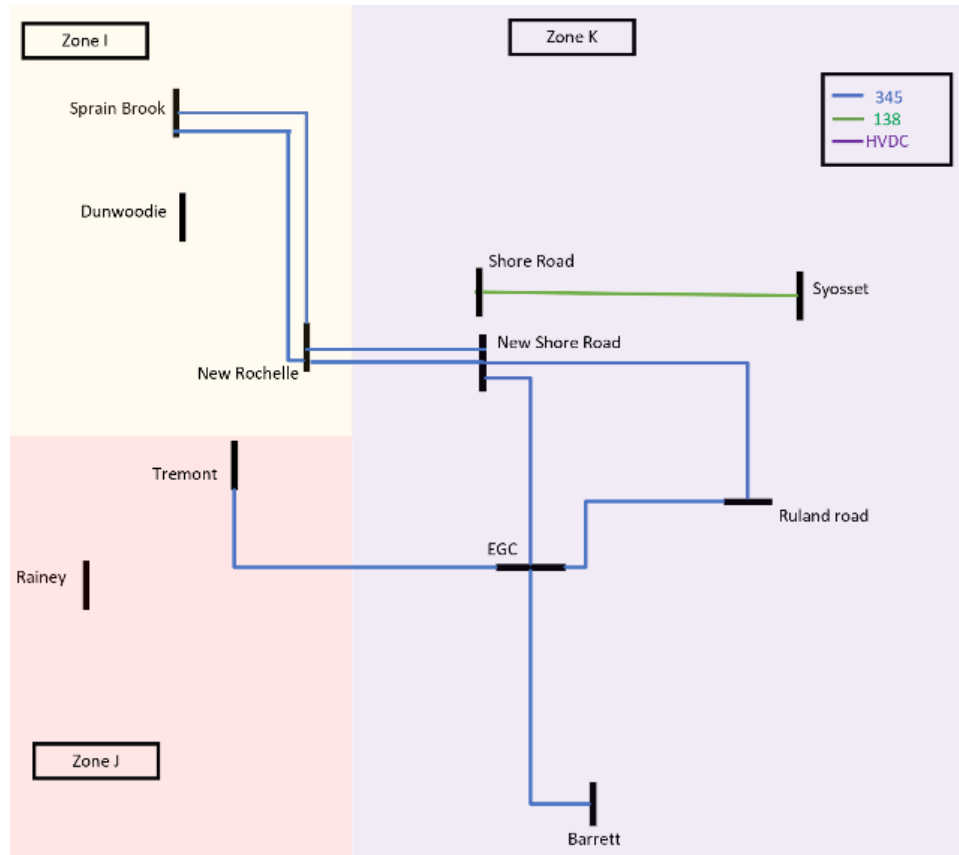 Zone I
Zone K
345
138
HVDC
Sprain Brook
Dunwoodie
Shore Road
Syosset
New Shore Road
New Rochelle
Tremont
Ruland road
EGC
Rainey
Zone J
Barrett